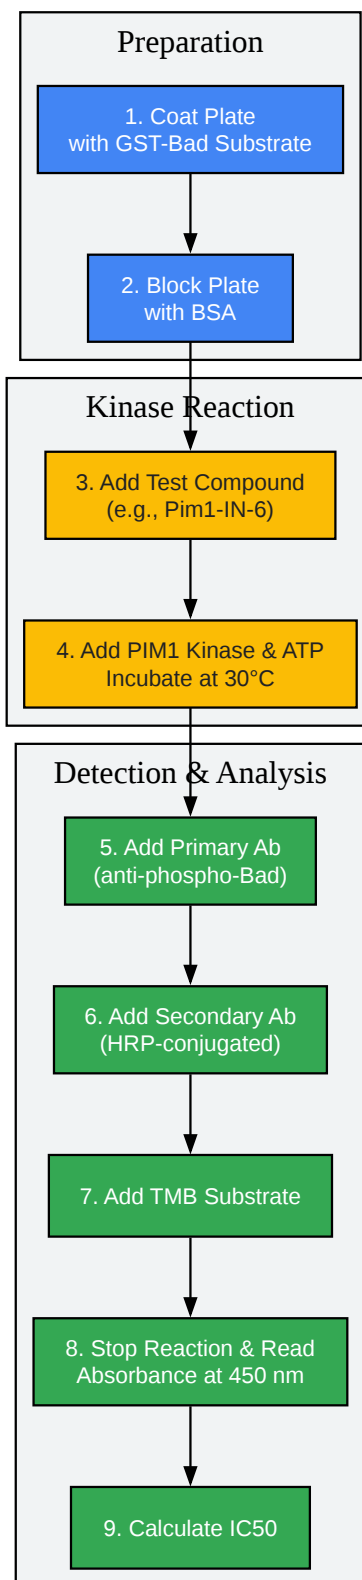 Preparation
1. Coat Plate
with GST-Bad Substrate
2. Block Plate
with BSA
Kinase Reaction
3. Add Test Compound
(e.g., Pim1-IN-6)
4. Add PIM1 Kinase & ATP
Incubate at 30°C
Detection & Analysis
5. Add Primary Ab
(anti-phospho-Bad)
6. Add Secondary Ab
(HRP-conjugated)
7. Add TMB Substrate
8. Stop Reaction & Read
Absorbance at 450 nm
9. Calculate IC50